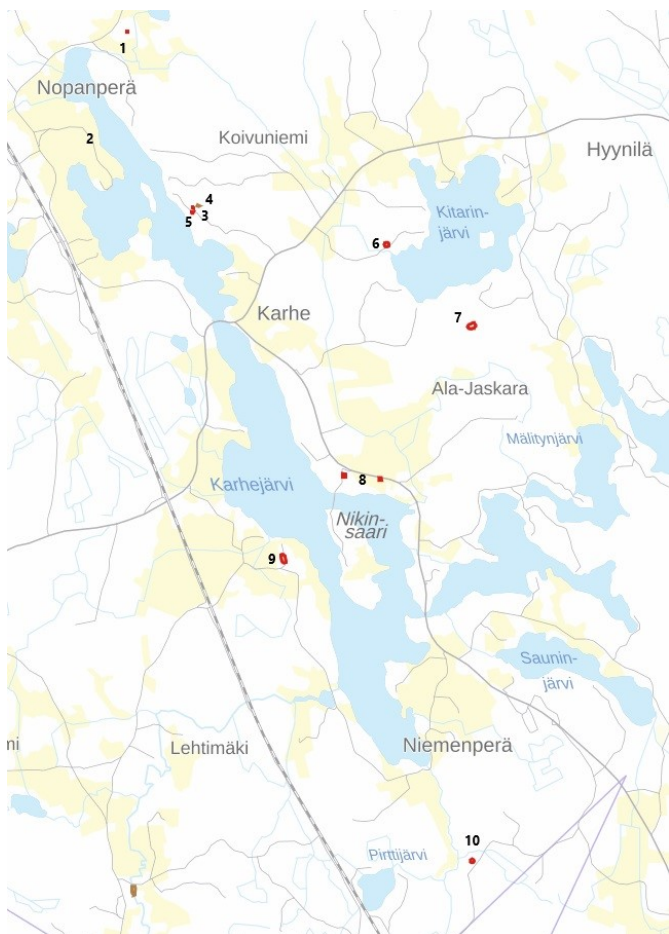 1
Nopanperä
2
Koivuniemi
Hyynilä
4
3
5
Kitarin-
järvi
6
Karhe
7
Ala-Jaskara
Mälitynjärvi
Karhejärvi
8
Nikin-
saari
9
Saunin-
järvi
mi
Lehtimäki
Niemenperä
10
Pirttijärvi